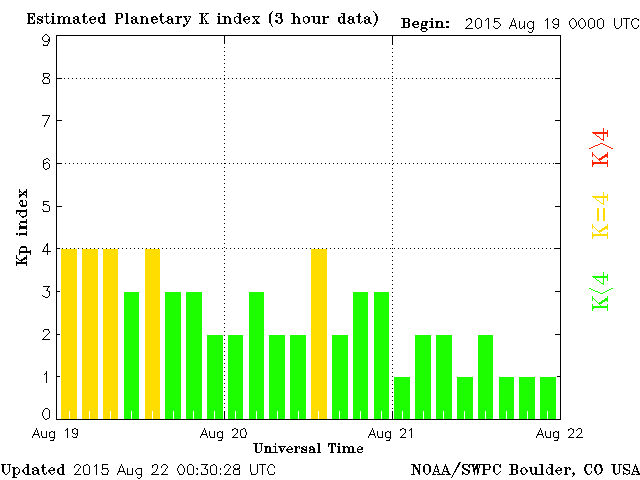 Estimated Planetary K index (3 hour data)
Begin: 2015 Aug 19 0000 UTC
9
8
7
6
5
4
3
2
1
0
Kp index
K>4
K=4
K<4
Aug 19
Aug 20
Aug 21
Aug 22
Universal Time
Updated 2015 Aug 22 00:30:28 UTC
NOAA/SWPC Boulder, CO USA